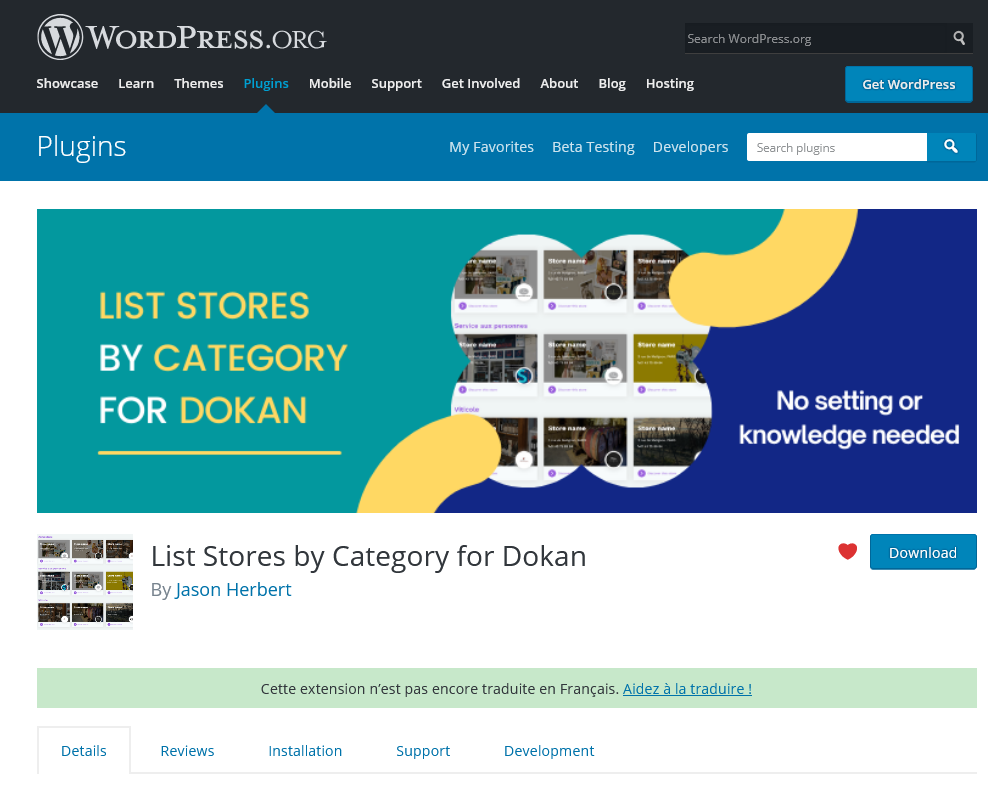 WORDPRESS.ORG
Search WordPress.org
Showcase Learn Themes Plugins Mobile Support Get Involved About Blog Hosting
Get WordPress
Plugins
My Favorites Beta Testing Developers
Search plugins
LIST STORES
BY CATEGORY
FOR DOKAN
Store name Store name Store name
Service aux personnes
Store name Store name Store name
Viticole
Store name Store name Store name
No setting or
knowledge needed
List Stores by Category for Dokan
Download
By Jason Herbert
Cette extension n’est pas encore traduite en Français. Aidez à la traduire !
Details Reviews Installation Support Development